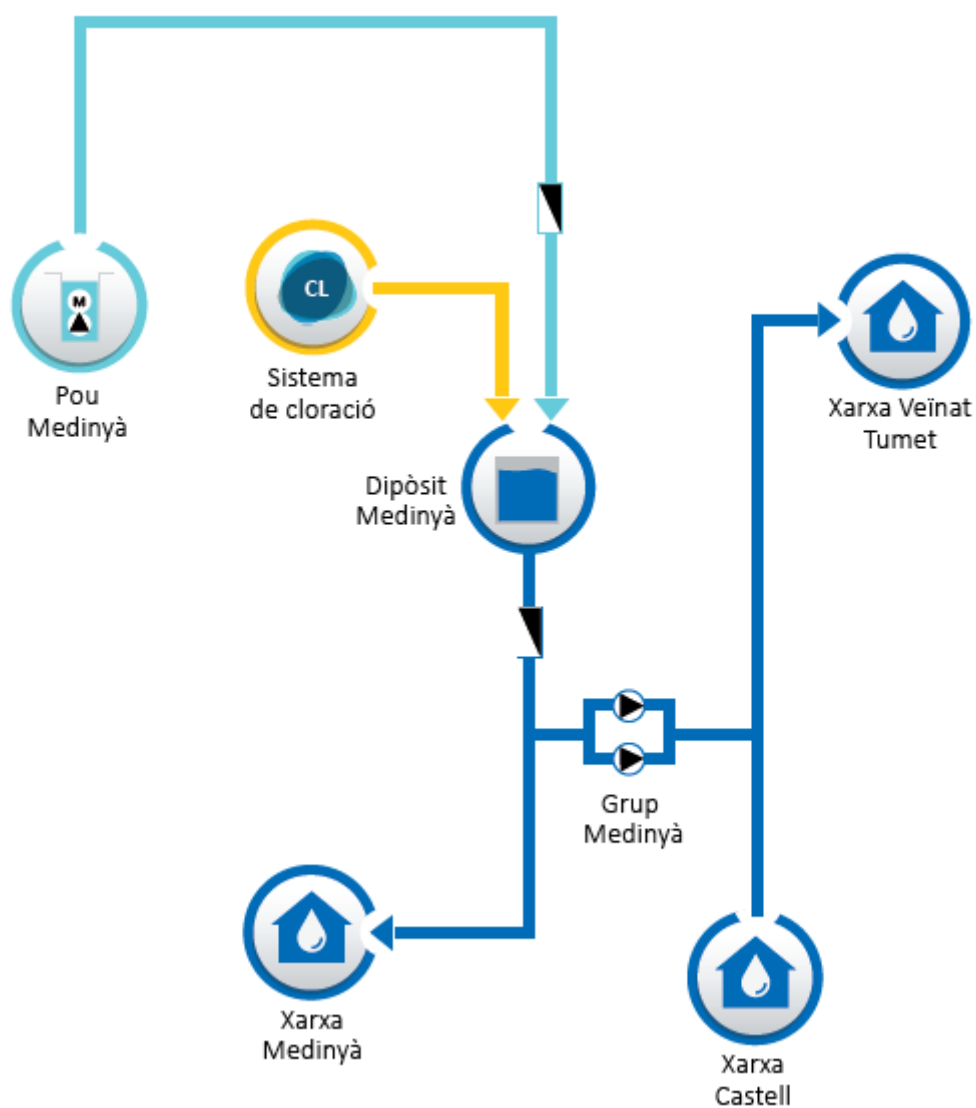 M
Pou
Medinyà
CL
Sistema
de cloració
Xarxa Veïnat
Tumet
Dipòsit
Medinyà
Grup
Medinyà
Xarxa
Medinyà
Xarxa
Castell